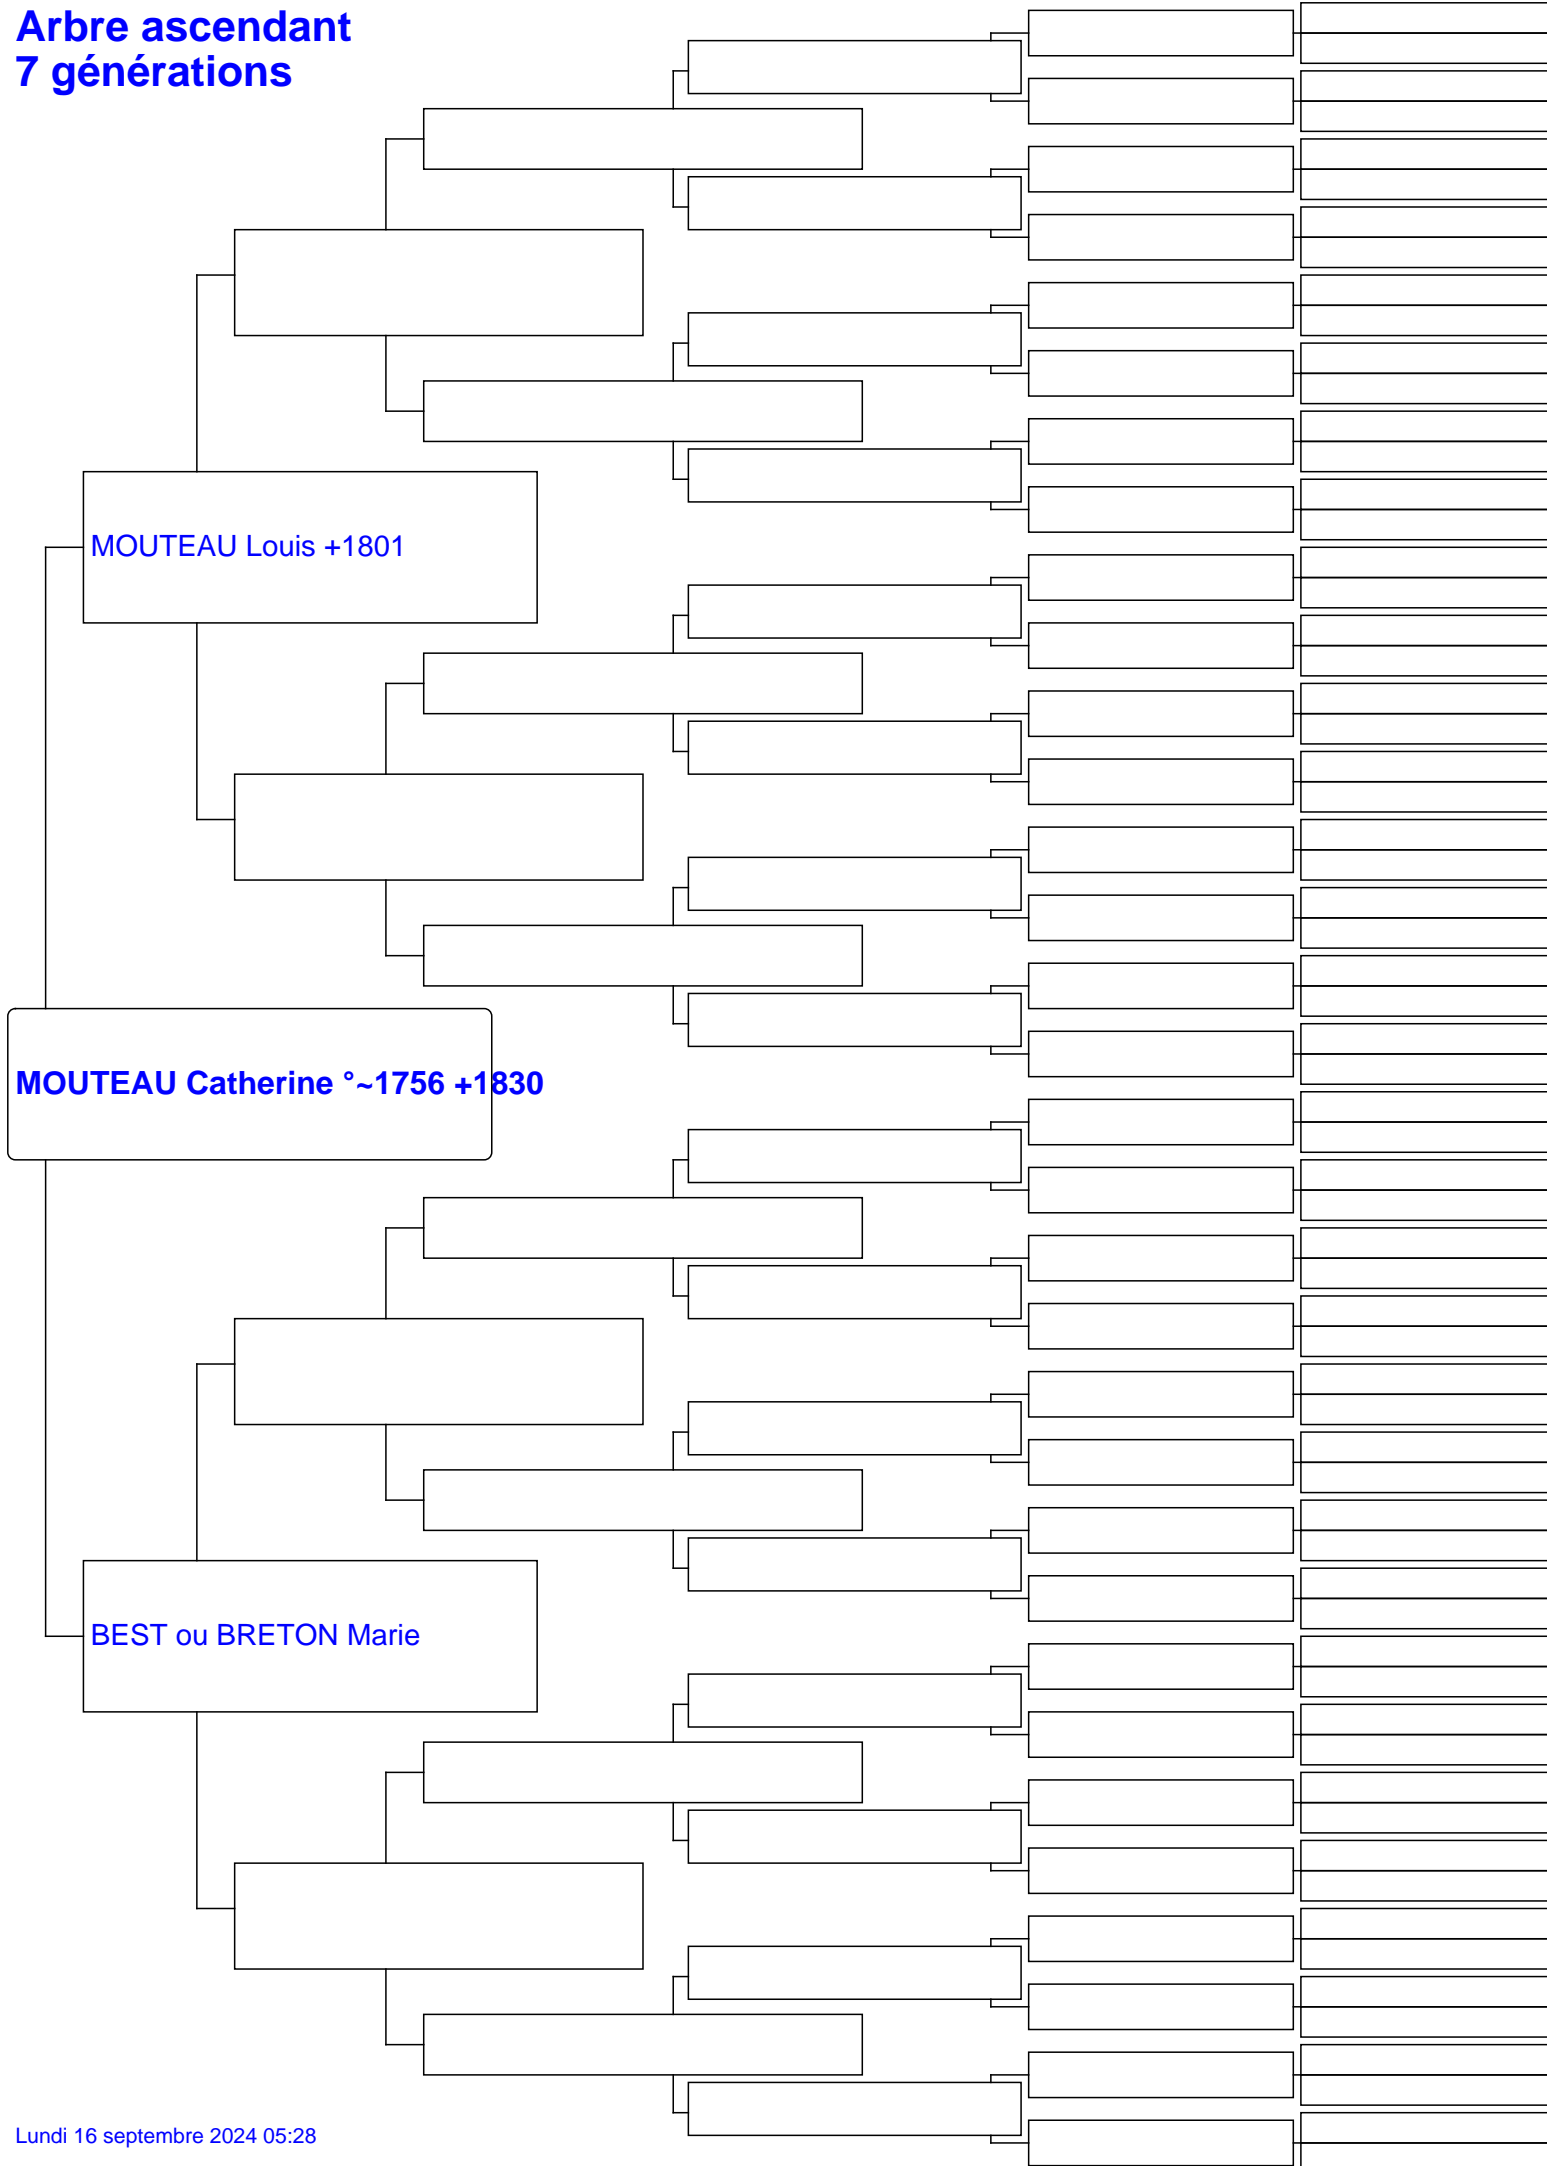 Arbre ascendant
7 générations
MOUTEAU Louis +1801
MOUTEAU Catherine °~1756 +1830
BEST ou BRETON Marie
Lundi 16 septembre 2024 05:28